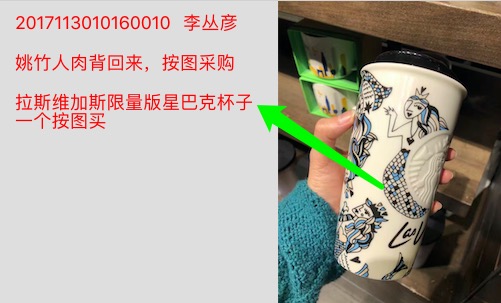 2017113010160010 李丛彦
姚竹人肉背回来，按图采购
拉斯维加斯限量版星巴克杯子
一个按图买
Las V